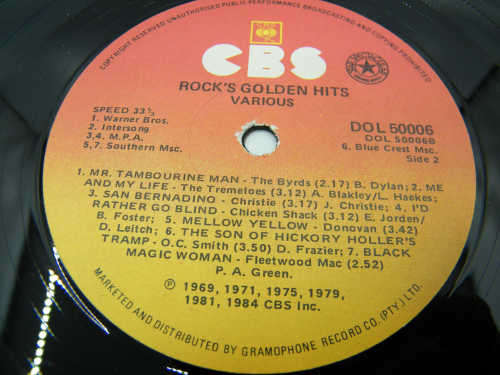 COPYRIGHT RESERVED UNAUTHORISED PUBLIC PERFORMANCE BROADCASTING AND COPYING PROHIBITED
CBS
CBS
ROCK'S GOLDEN HITS
VARIOUS
SPEED 33⅓
1. Warner Bros.
2. Intersong
3,4. M.P.A.
5,7. Southern Msc.
DOL 50006
DOL 50006B
6. Blue Crest Msc.
Side 2
1. MR. TAMBOURINE MAN - The Byrds (2.17) B. Dylan; 2. ME
AND MY LIFE - The Tremeloes (3.12) A. Blakley/L. Haskes;
3. SAN BERNADINO - Christie (3.17) J. Christie; 4. I'D
RATHER GO BLIND - Chicken Shack (3.12) E. Jorden/
B. Foster; 5. MELLOW YELLOW - Donovan (3.42)
D. Leitch; 6. THE SON OF HICKORY HOLLER'S
TRAMP - O.C. Smith (3.50) D. Frazier; 7. BLACK
MAGIC WOMAN - Fleetwood Mac (2.52)
P. A. Green.
℗ 1969, 1971, 1975, 1979,
1981, 1984 CBS Inc.
MARKETED AND DISTRIBUTED BY GRAMOPHONE RECORD CO. (PTY.) LTD.